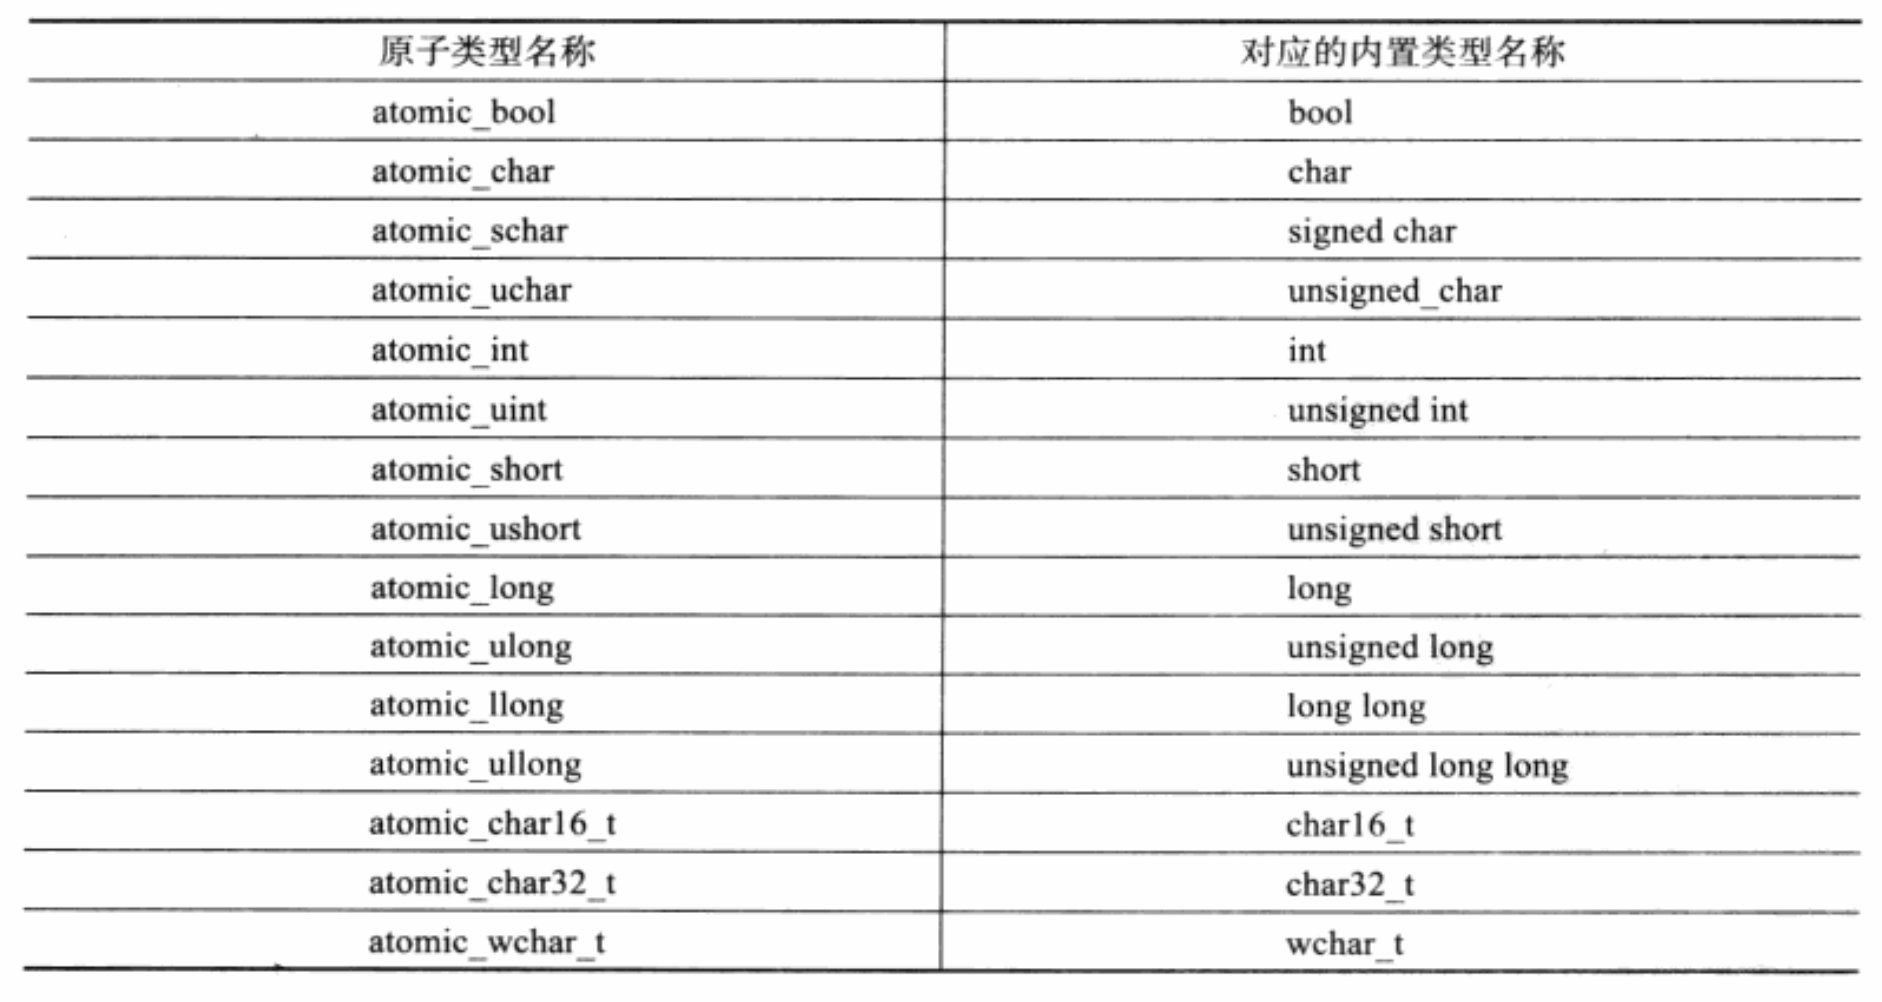 原子类型名称 对应的内置类型名称
atomic_bool bool
atomic_char char
atomic_schar signed char
atomic_uchar unsigned_char
atomic_int int
atomic_uint unsigned int
atomic_short short
atomic_ushort unsigned short
atomic_long long
atomic_ulong unsigned long
atomic_llong long long
atomic_ullong unsigned long long
atomic_char16_t char16_t
atomic_char32_t char32_t
atomic_wchar_t wchar_t